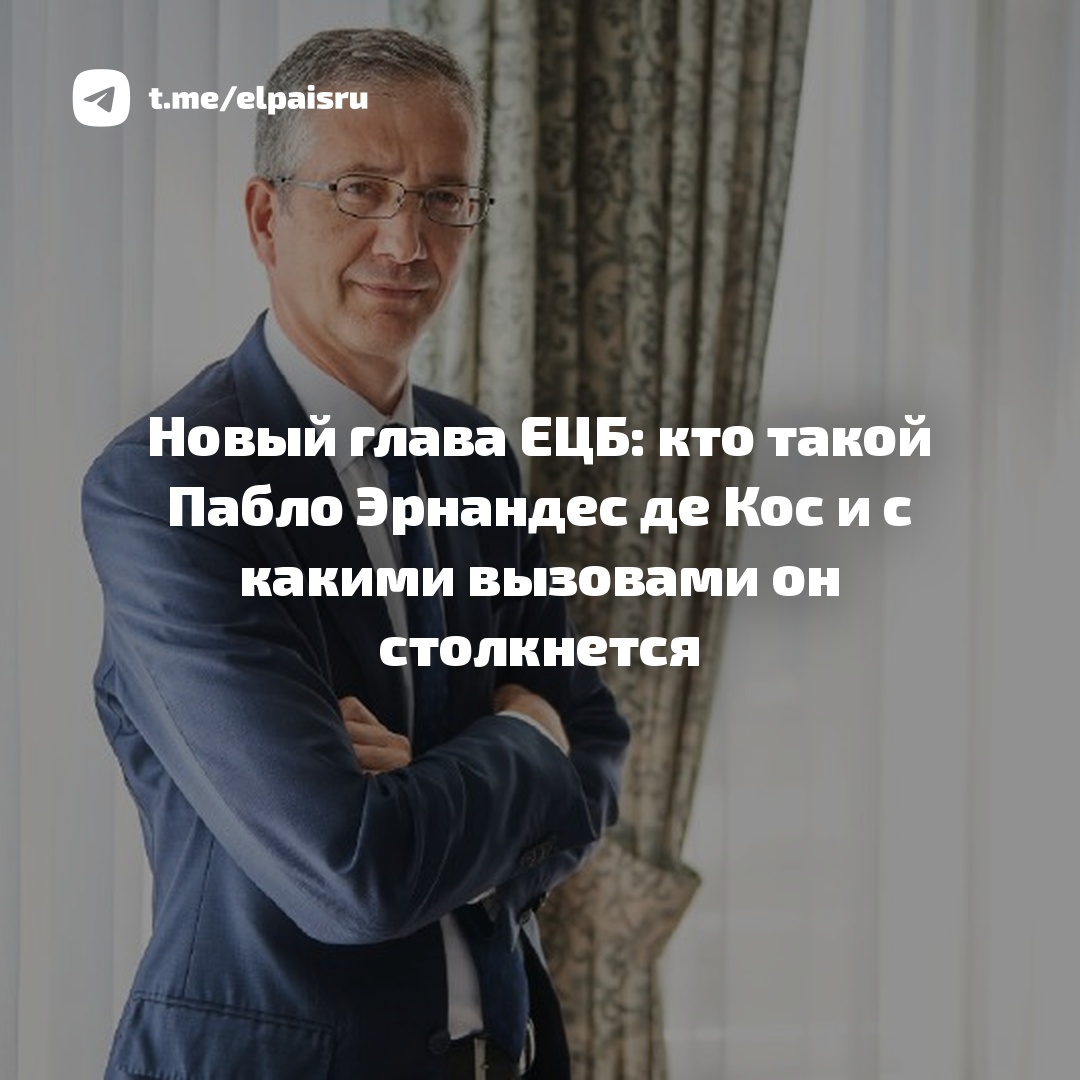 t.me/elpaisru
Новый глава ЕЦБ: кто такой
Пабло Эрнандес де Кос и с
какими вызовами он
столкнется